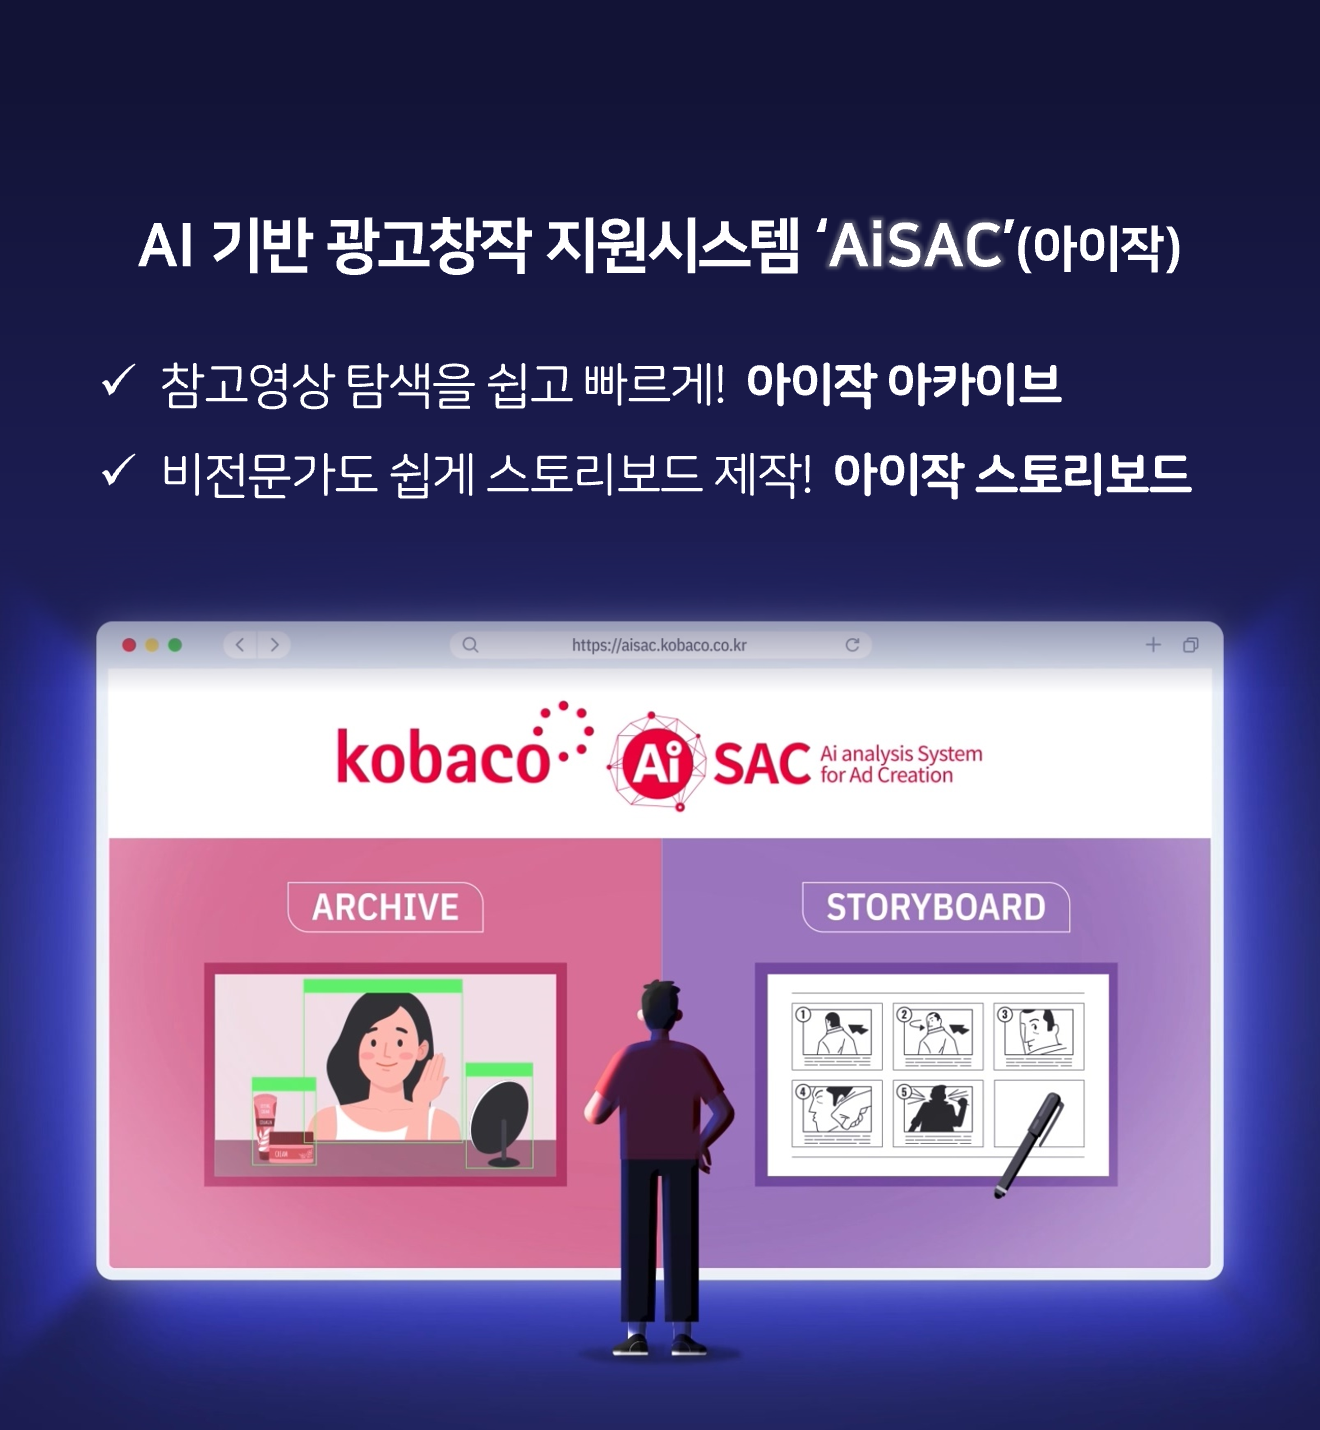 AI 기반 광고창작 지원시스템 ‘AiSAC’(아이작)
✓ 참고영상 탐색을 쉽고 빠르게! 아이작 아카이브
✓ 비전문가도 쉽게 스토리보드 제작! 아이작 스토리보드
https://aisac.kobaco.co.kr
kobaco Ai SAC Ai analysis System
for Ad Creation
ARCHIVE
STORYBOARD
1 2 3
4 5
CREAM